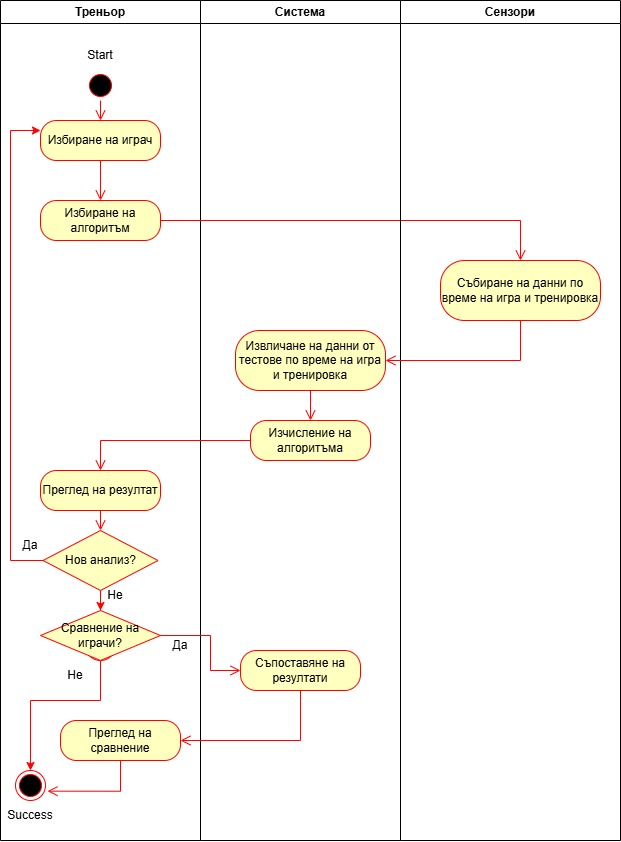 Треньор
Система
Сензори
Start
Избиране на играч
Избиране на
алгоритъм
Събиране на данни по
време на игра и тренировка
Извличане на данни от
тестове по време на игра
и тренировка
Изчисление на
алгоритъма
Преглед на резултат
Да
Нов анализ?
Не
Сравнение на
играчи?
Да
Не
Съпоставяне на
резултати
Преглед на
сравнение
Success